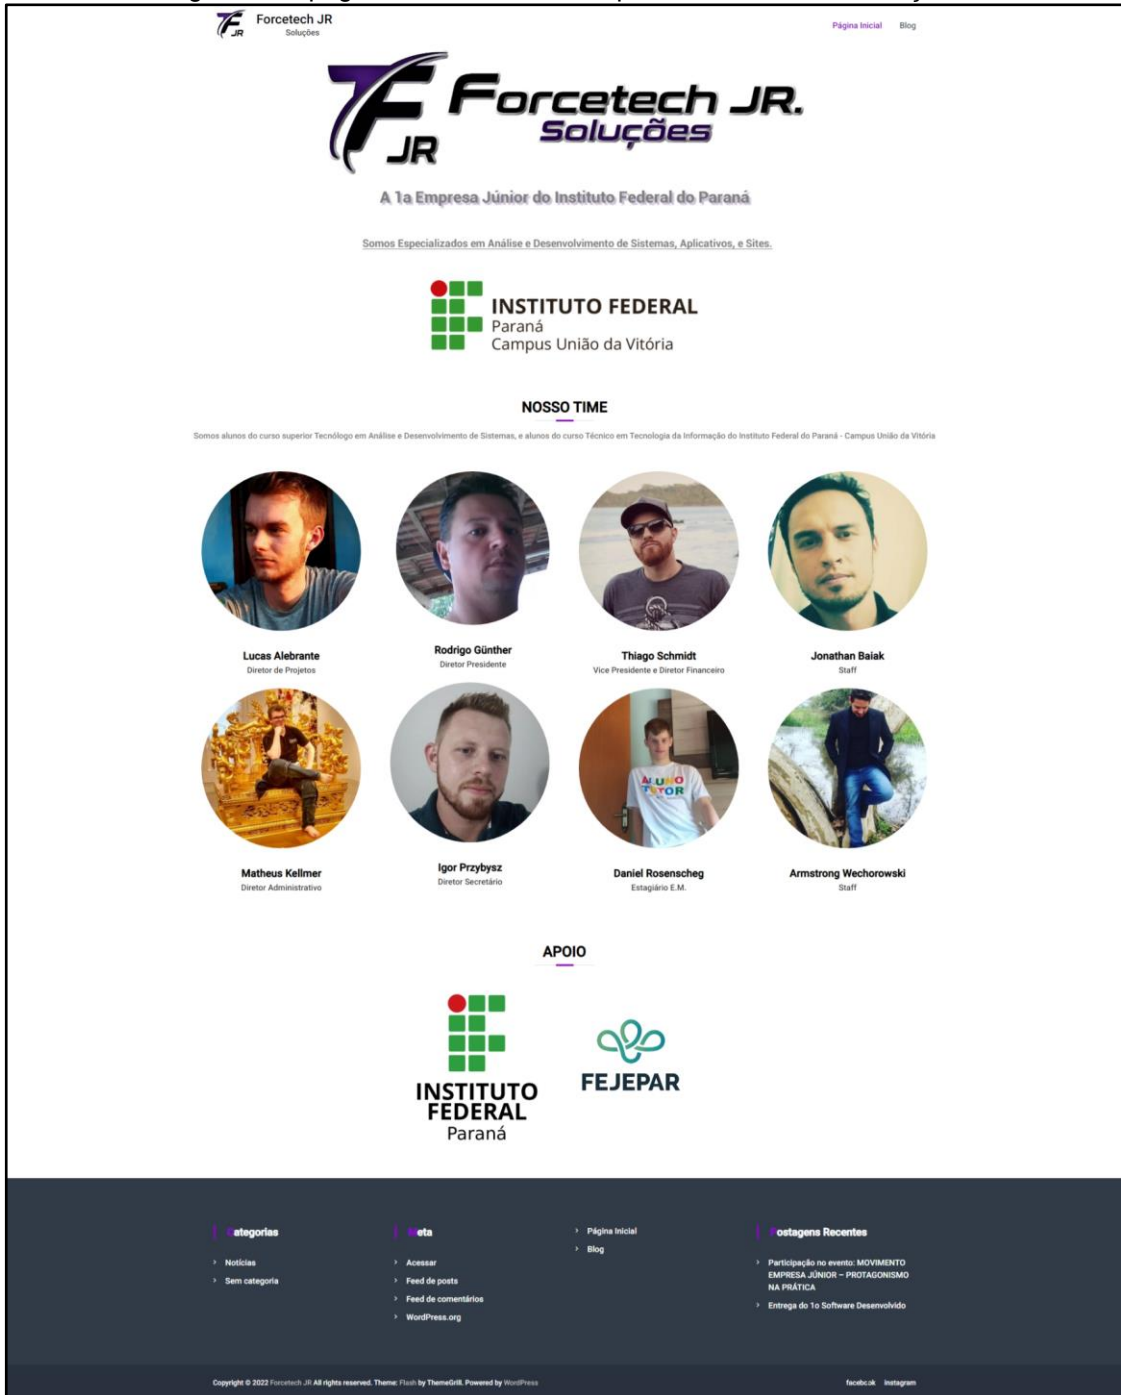 Forcetech JR
Soluções
Página Inicial
Blog
JR
Forcetech JR.
Soluções
JR
A 1a Empresa Júnior do Instituto Federal do Paraná
Somos Especializados em Análise e Desenvolvimento de Sistemas, Aplicativos, e Sites.
INSTITUTO FEDERAL
Paraná
Campus União da Vitória
NOSSO TIME
Somos alunos do curso superior Tecnólogo em Análise e Desenvolvimento de Sistemas, e alunos do curso Técnico em Tecnologia da Informação do Instituto Federal do Paraná - Campus União da Vitória
Lucas Alebrante
Diretor de Projetos
Rodrigo Günther
Diretor Presidente
Thiago Schmidt
Vice Presidente e Diretor Financeiro
Jonathan Baiak
Staff
ALUNO
TUTOR
Matheus Kellmer
Diretor Administrativo
Igor Przybysz
Diretor Secretário
Daniel Rosenscheg
Estagiário E.M.
Armstrong Wechorowski
Staff
APOIO
INSTITUTO
FEDERAL
Paraná
FEJEPAR
Categorias
Notícias
Sem categoria
Meta
Acessar
Feed de posts
Feed de comentários
WordPress.org
Página Inicial
Blog
Postagens Recentes
Participação no evento: MOVIMENTO
EMPRESA JÚNIOR – PROTAGONISMO
NA PRÁTICA
Entrega do 1o Software Desenvolvido
Copyright © 2022 Forcetech JR All rights reserved. Theme: Flash by ThemeGrill. Powered by WordPress
facebook
instagram